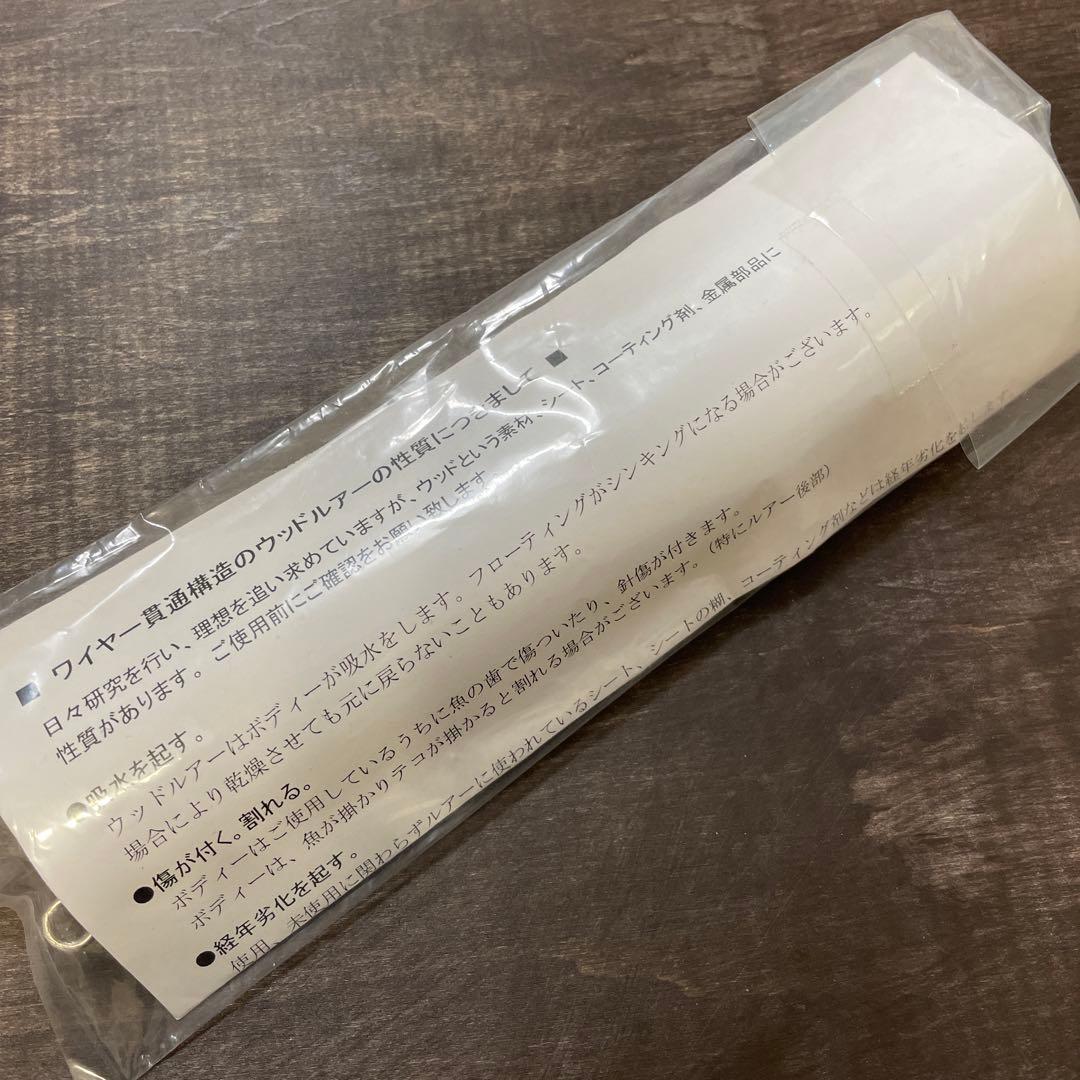 ■ ワイヤー貫通構造のウッドルアーの性質につきまして ■
日々研究を行い、理想を追い求めていますが、ウッドという素材、シート、コーティング剤、金属部品に
性質があります。ご使用前にご確認をお願い致します
●吸水を起す。
ウッドルアーはボディーが吸水をします。フローティングがシンキングになる場合がございます。
場合により乾燥させても元に戻らないこともあります。
●傷が付く。割れる。
ボディーはご使用しているうちに魚の歯で傷ついたり、針傷が付きます。
ボディーは、魚が掛かりテコが掛かると割れる場合がございます。(特にルアー後部)
●経年劣化を起す。
使用、未使用に関わらずルアーに使われているシート、シートの糊、コーティング剤などは経年劣化を起します